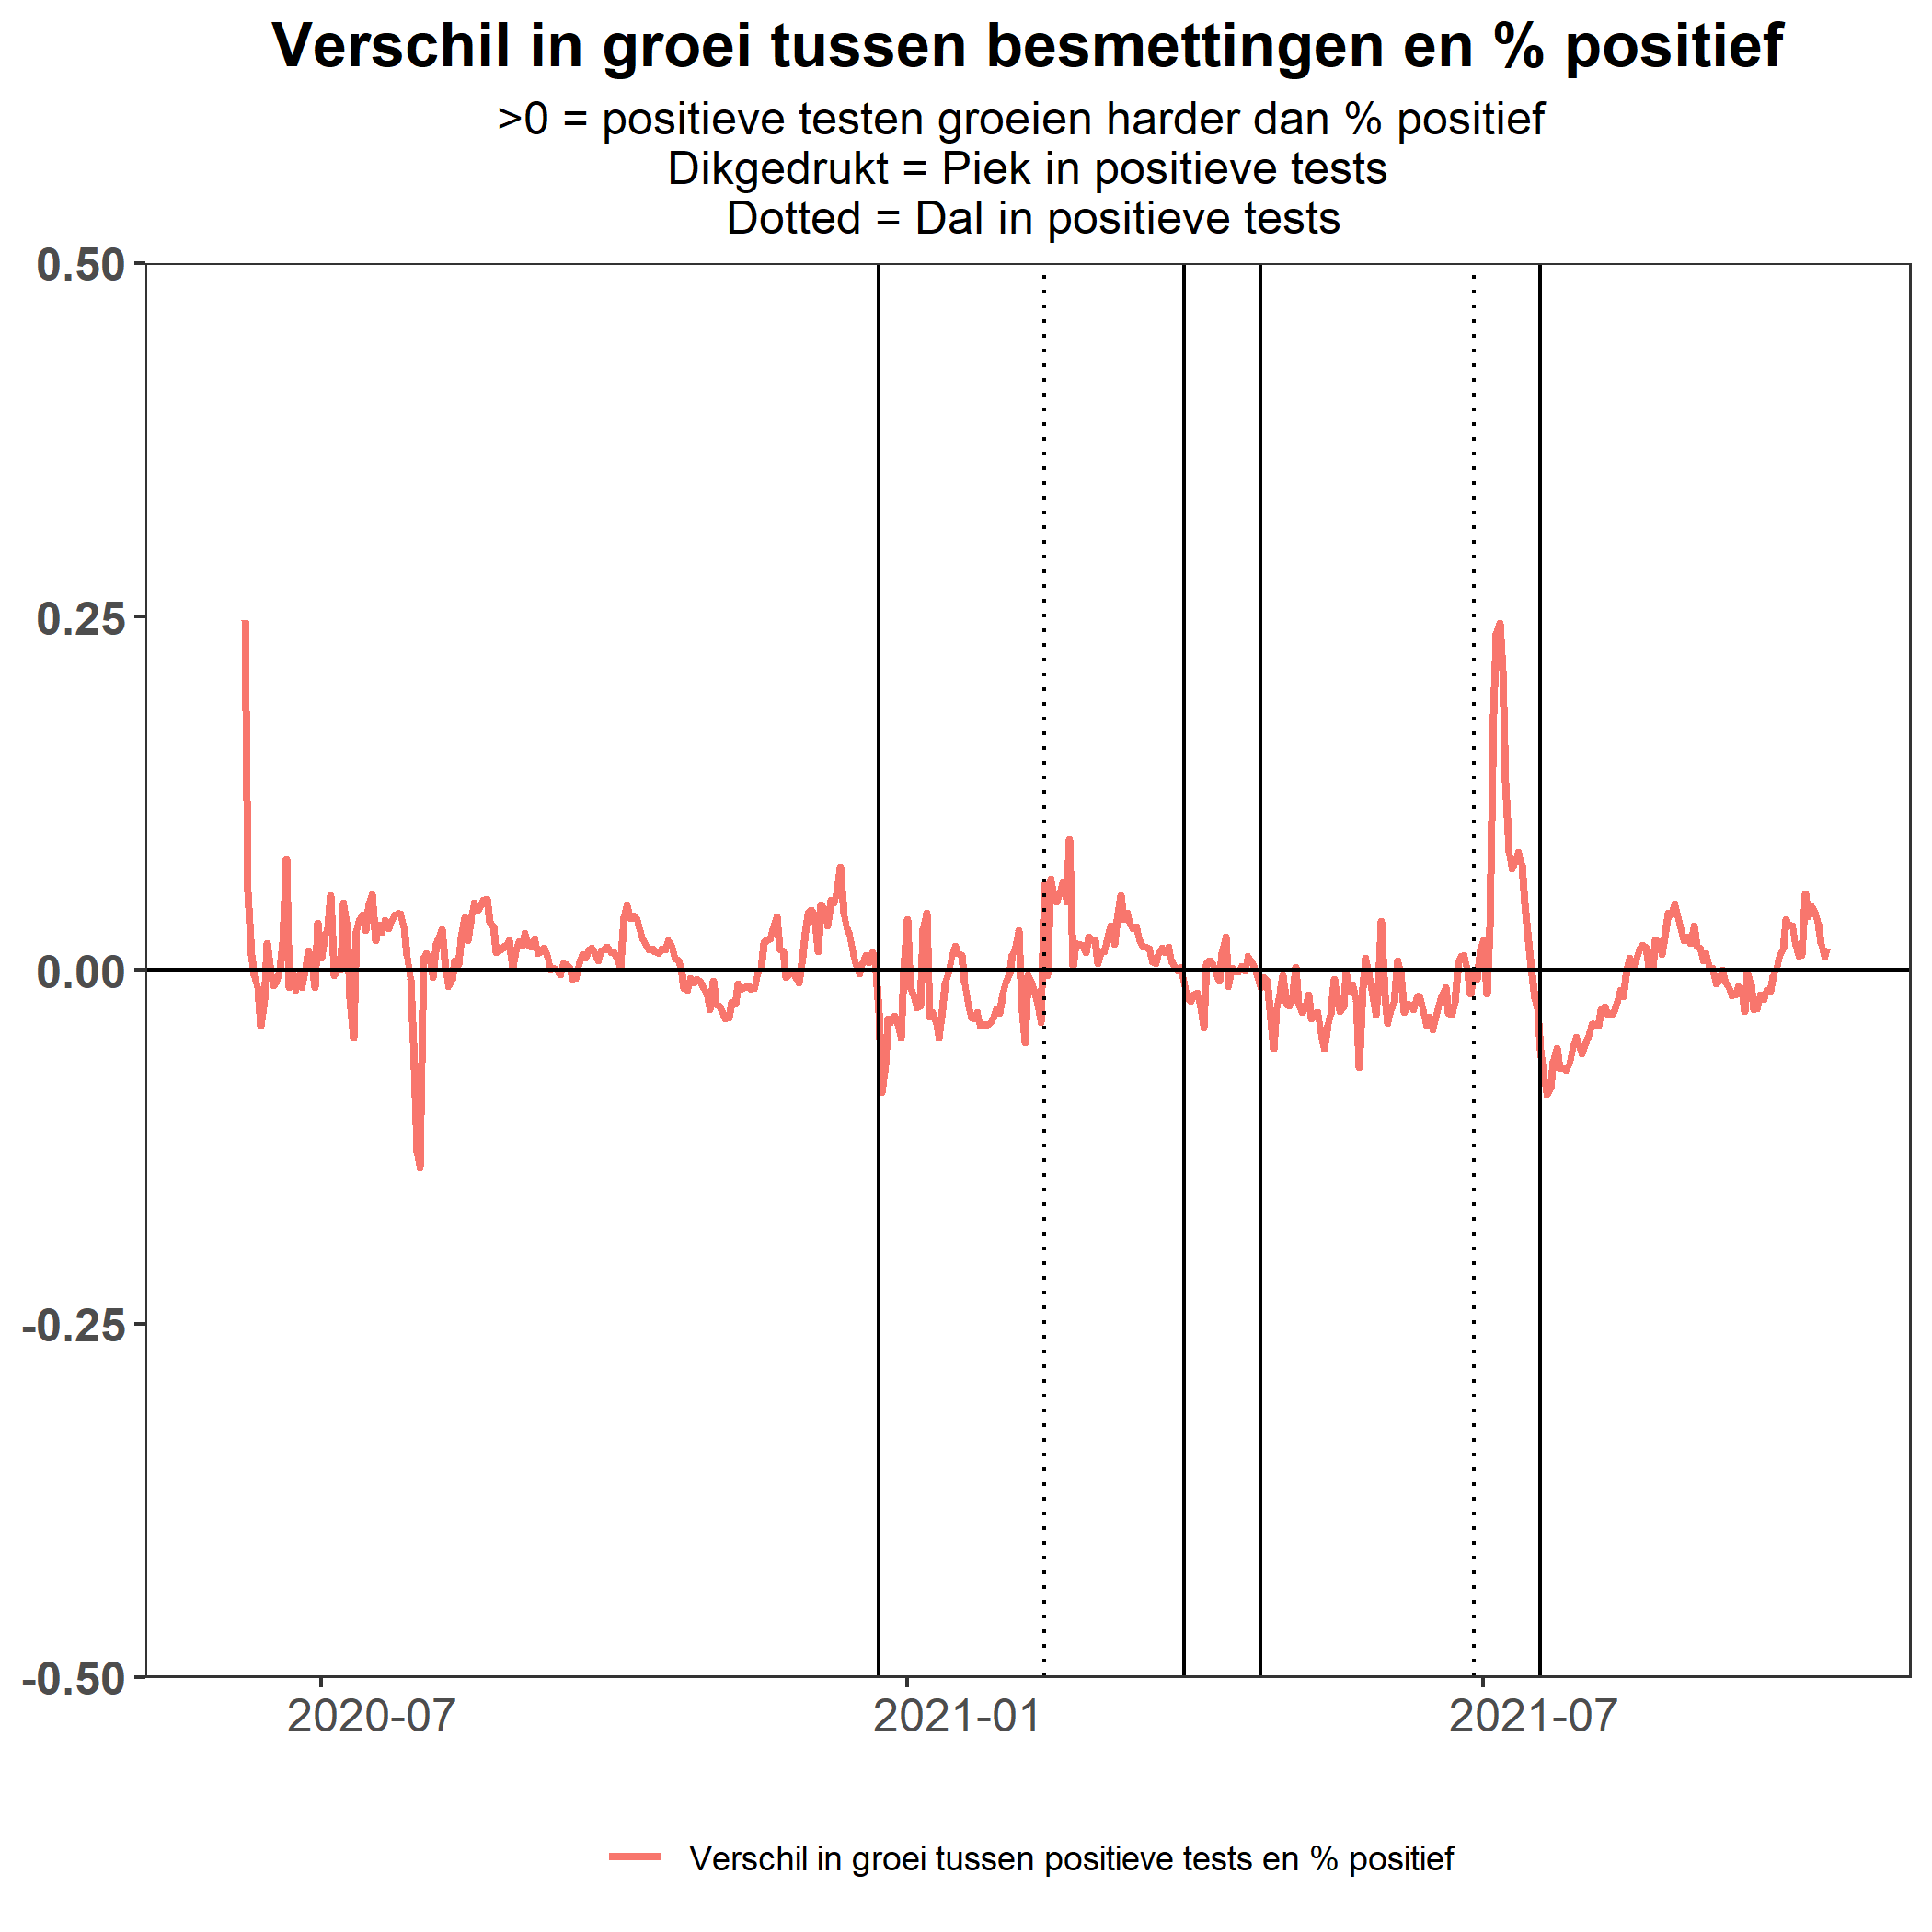 Verschil in groei tussen besmettingen en % positief
>0 = positieve testen groeien harder dan % positief
Dikgedrukt = Piek in positieve tests
Dotted = Dal in positieve tests
0.50
0.25
0.00
-0.25
-0.50
2020-07
2021-01
2021-07
Verschil in groei tussen positieve tests en % positief